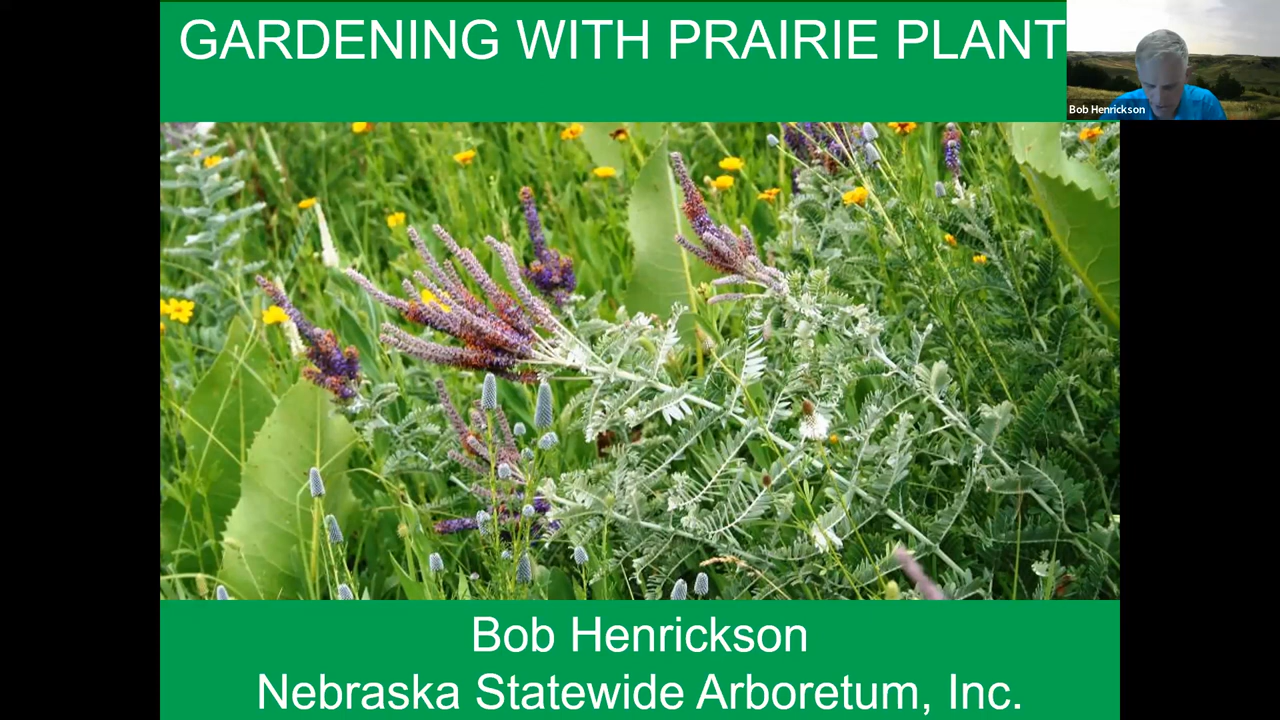 GARDENING WITH PRAIRIE PLANT
Bob Henrickson
Bob Henrickson
Nebraska Statewide Arboretum, Inc.